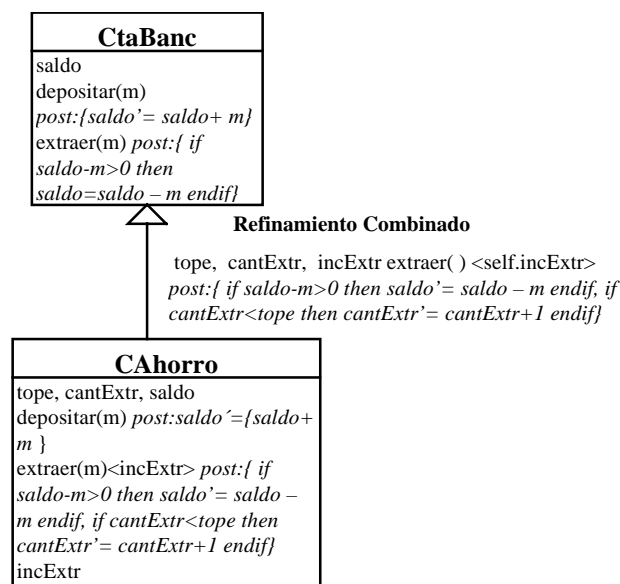 CtaBanc
saldo
depositar(m)
post:{saldo’= saldo+ m}
extraer(m) post:{ if
saldo-m>0 then
saldo=saldo – m endif}
Refinamiento Combinado
tope, cantExtr, incExtr extraer( ) <self.incExtr>
post:{ if saldo-m>0 then saldo’= saldo – m endif, if
cantExtr<tope then cantExtr’= cantExtr+1 endif}
CAhorro
tope, cantExtr, saldo
depositar(m) post:saldo´={saldo+
m }
extraer(m)<incExtr> post:{ if
saldo-m>0 then saldo’= saldo –
m endif, if cantExtr<tope then
cantExtr’= cantExtr+1 endif}
incExtr